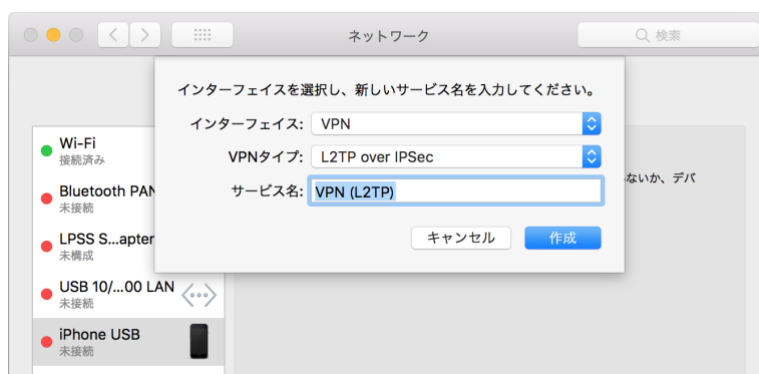 ネットワーク
検索
インターフェイスを選択し、新しいサービス名を入力してください。
インターフェイス: VPN
VPNタイプ: L2TP over IPSec
サービス名: VPN (L2TP)
キャンセル 作成
Wi-Fi
接続済み
Bluetooth PAN
未接続
LPSS S...apter
未構成
USB 10/...00 LAN
未接続
iPhone USB
未接続
ないか、デバ